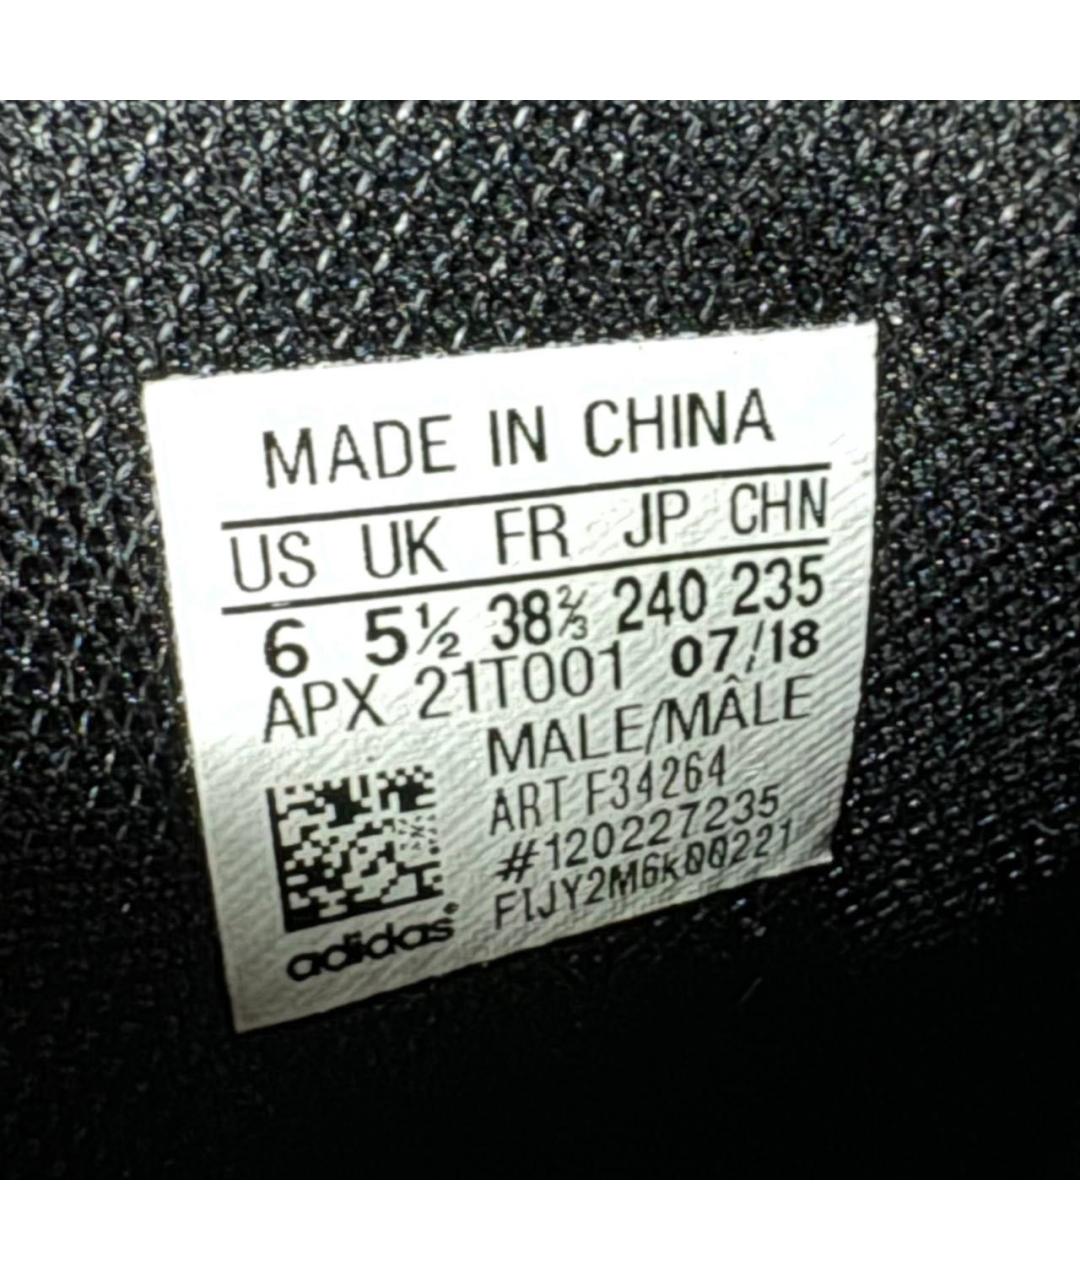 MADE IN CHINA
US UK FR JP CHN
6 5½ 38⅔ 240 235
APX 21T001 07/18
MALE/MÂLE
ART F34264
#120227235
FIJY2M6k00221
adidas